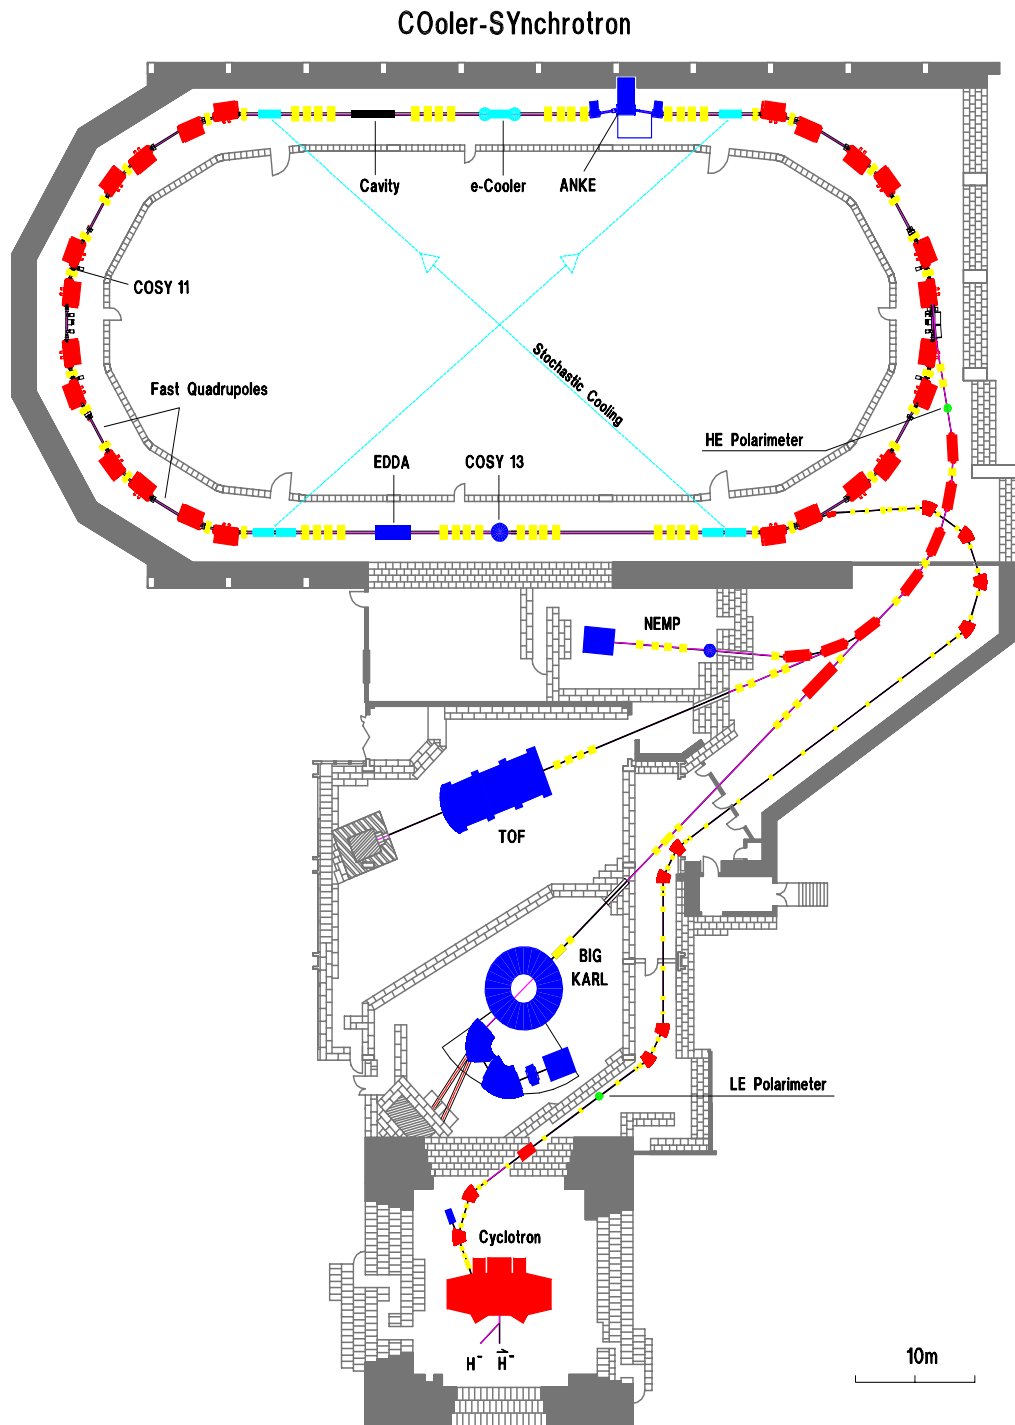 COoler-SYnchrotron
Cavity
e-Cooler
ANKE
COSY 11
Stochastic Cooling
Fast Quadrupoles
HE Polarimeter
EDDA
COSY 13
NEMP
TOF
BIG
KARL
LE Polarimeter
Cyclotron
H⁻ H⃗⁻
10m